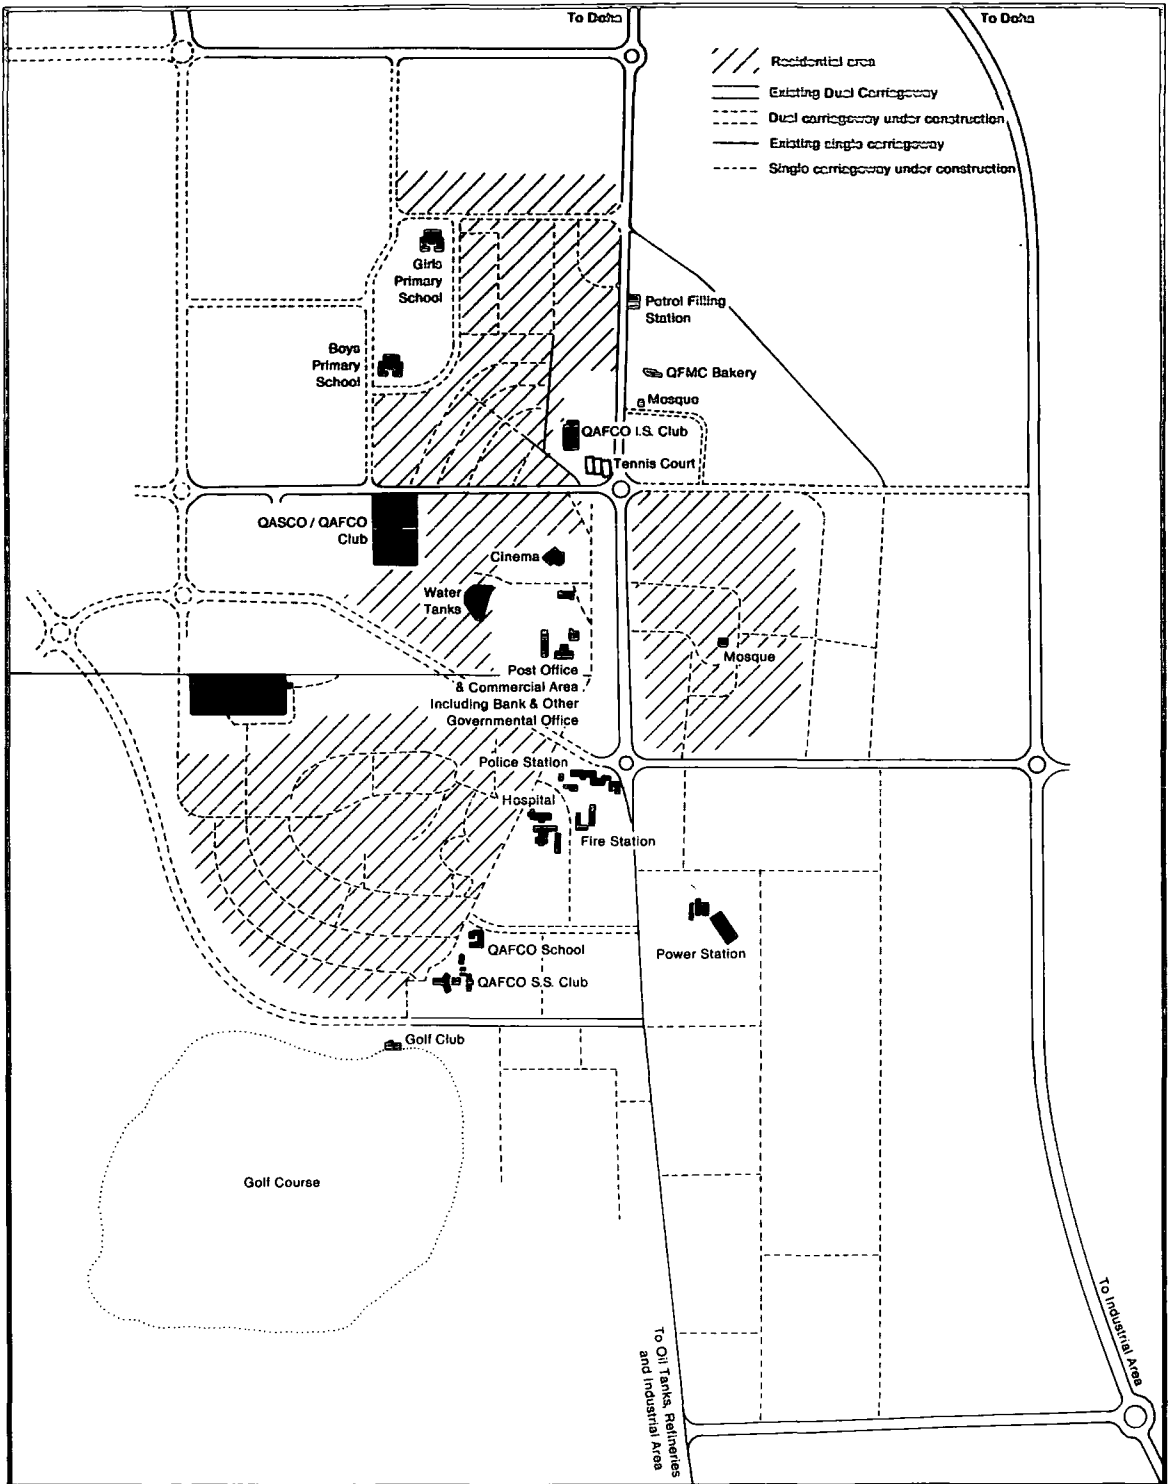 To Doha
To Doha
Residential area
Existing Dual Carriageway
Dual carriageway under construction
Existing single carriageway
Single carriageway under construction
Girls
Primary
School
Petrol Filling
Station
Boys
Primary
School
QFMC Bakery
Mosque
QAFCO I.S. Club
Tennis Court
QASCO / QAFCO
Club
Cinema
Water
Tanks
Mosque
Post Office
& Commercial Area
Including Bank & Other
Governmental Office
Police Station
Hospital
Fire Station
Power Station
QAFCO School
QAFCO S.S. Club
Golf Club
Golf Course
To Industrial Area
To Oil Tanks, Refineries
and Industrial Area